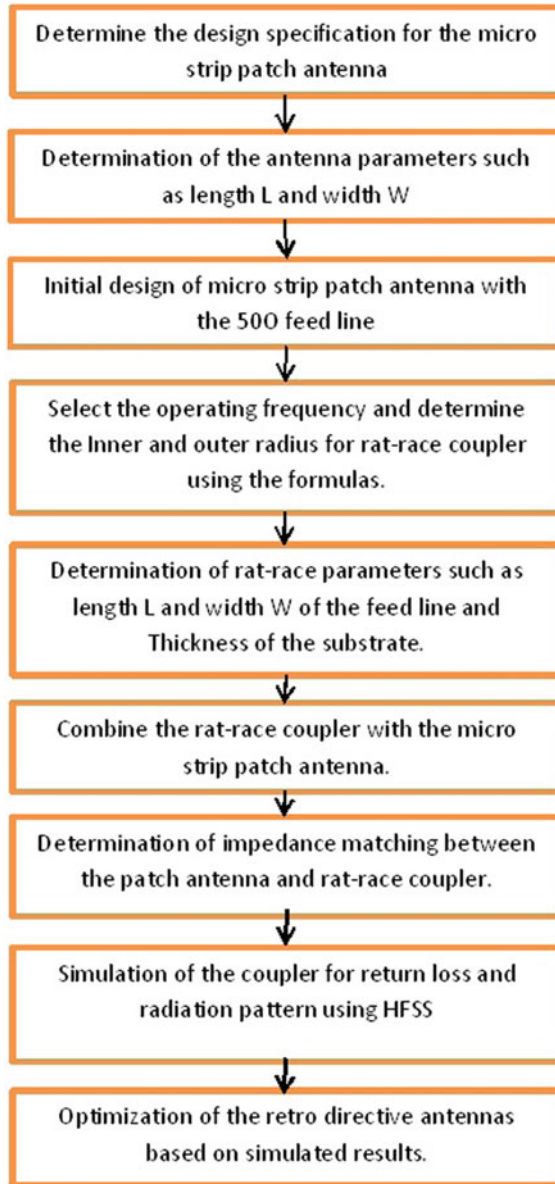 Determine the design specification for the micro
strip patch antenna
Determination of the antenna parameters such
as length L and width W
Initial design of micro strip patch antenna with
the 50O feed line
Select the operating frequency and determine
the Inner and outer radius for rat-race coupler
using the formulas.
Determination of rat-race parameters such as
length L and width W of the feed line and
Thickness of the substrate.
Combine the rat-race coupler with the micro
strip patch antenna.
Determination of impedance matching between
the patch antenna and rat-race coupler.
Simulation of the coupler for return loss and
radiation pattern using HFSS
Optimization of the retro directive antennas
based on simulated results.